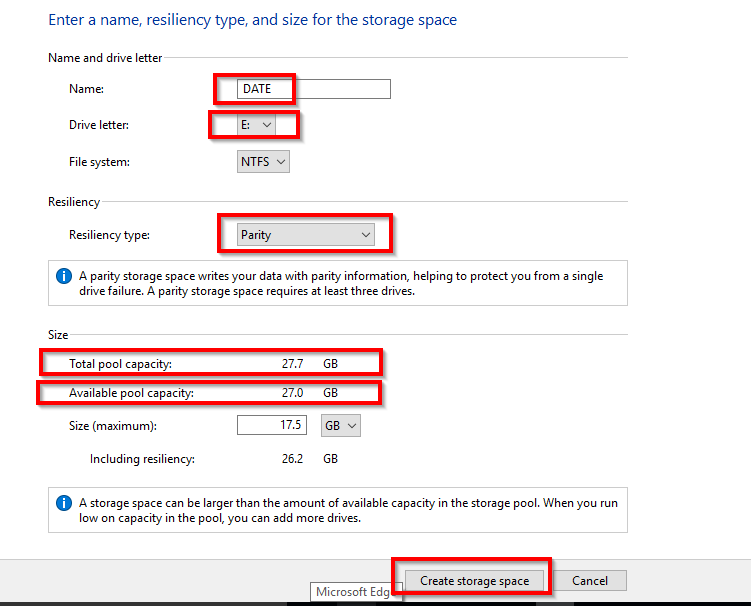 Enter a name, resiliency type, and size for the storage space
Name and drive letter
Name: DATE
Drive letter: E:
File system: NTFS
Resiliency
Resiliency type: Parity
A parity storage space writes your data with parity information, helping to protect you from a single
drive failure. A parity storage space requires at least three drives.
Size
Total pool capacity: 27.7 GB
Available pool capacity: 27.0 GB
Size (maximum): 17.5 GB
Including resiliency: 26.2 GB
A storage space can be larger than the amount of available capacity in the storage pool. When you run
low on capacity in the pool, you can add more drives.
Create storage space Cancel
Microsoft Edg